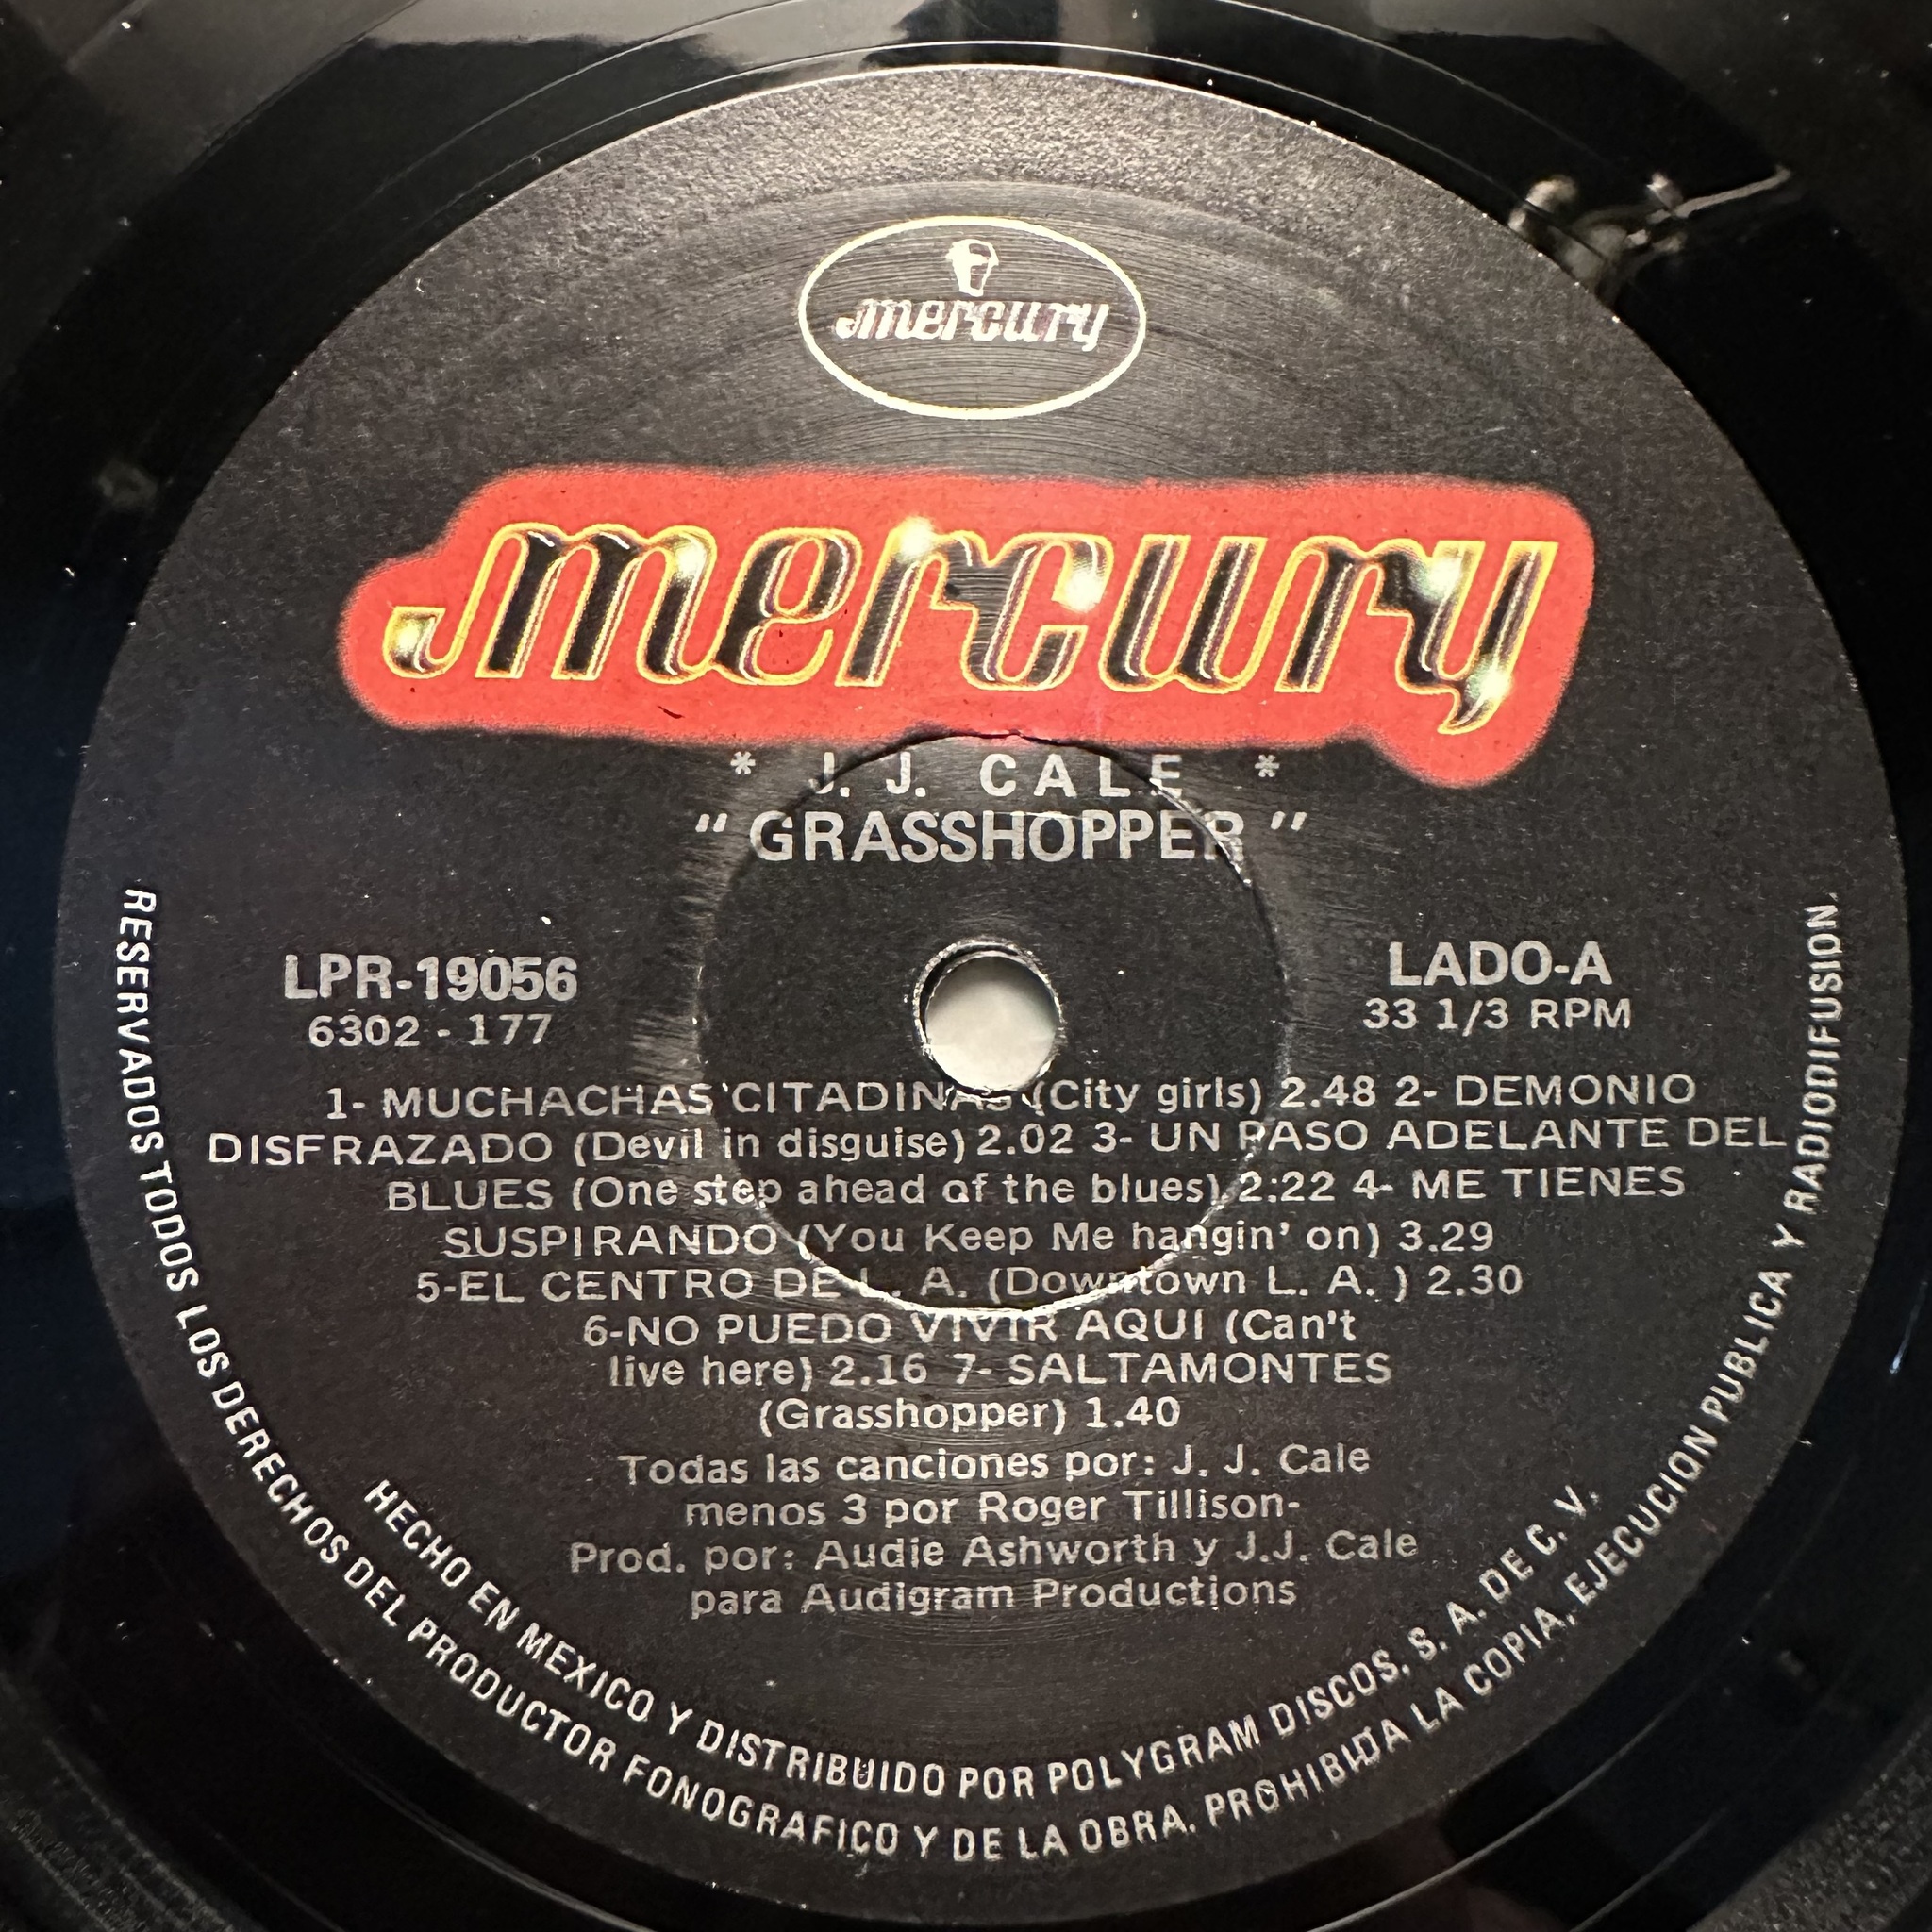 mercury
mercury
* J. J. CALE *
" GRASSHOPPER "
LPR-19056
6302 - 177
LADO-A
33 1/3 RPM
1- MUCHACHAS CITADINAS (City girls) 2.48 2- DEMONIO
DISFRAZADO (Devil in disguise) 2.02 3- UN PASO ADELANTE DEL
BLUES (One step ahead of the blues) 2:22 4- ME TIENES
SUSPIRANDO (You Keep Me hangin' on) 3.29
5-EL CENTRO DE L. A. (Downtown L. A. ) 2.30
6-NO PUEDO VIVIR AQUI (Can't
live here) 2.16 7- SALTAMONTES
(Grasshopper) 1.40
Todas las canciones por: J. J. Cale
menos 3 por Roger Tillison-
Prod. por: Audie Ashworth y J.J. Cale
para Audigram Productions
HECHO EN MEXICO Y DISTRIBUIDO POR POLYGRAM DISCOS, S. A. DE C. V.
RESERVADOS TODOS LOS DERECHOS DEL PRODUCTOR FONOGRAFICO Y DE LA OBRA. PROHIBIDA LA COPIA, EJECUCION PUBLICA Y RADIODIFUSION.